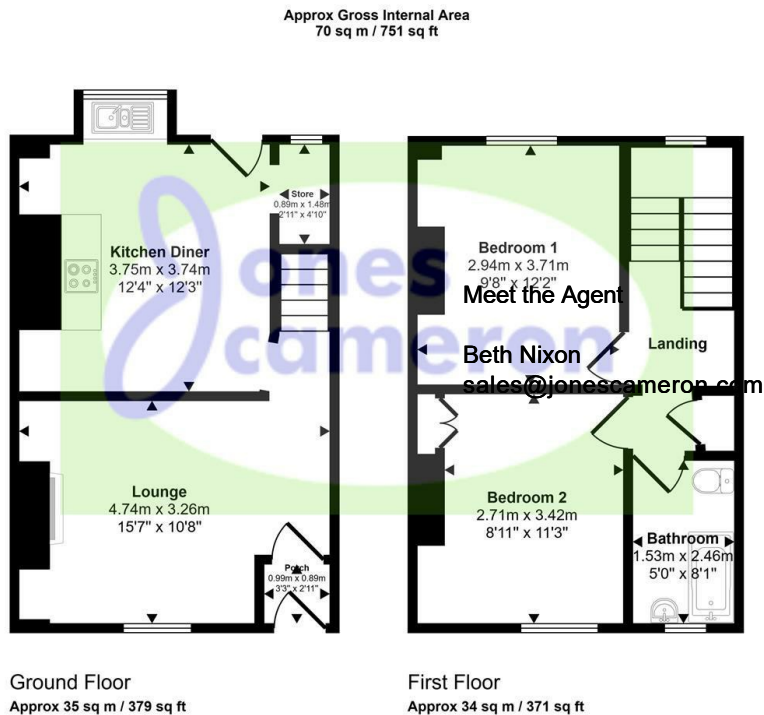 Approx Gross Internal Area
70 sq m / 751 sq ft
Store
0.89m x 1.48m
2'11" x 4'10"
Kitchen Diner
3.75m x 3.74m
12'4" x 12'3"
Bedroom 1
2.94m x 3.71m
9'8" x 12'2"
Meet the Agent
Jones
cameron
Landing
Beth Nixon
sales@jonescameron.com
Lounge
4.74m x 3.26m
15'7" x 10'8"
Bedroom 2
2.71m x 3.42m
8'11" x 11'3"
Bathroom
1.53m x 2.46m
5'0" x 8'1"
Porch
0.99m x 0.89m
3'3" x 2'11"
Ground Floor
Approx 35 sq m / 379 sq ft
First Floor
Approx 34 sq m / 371 sq ft